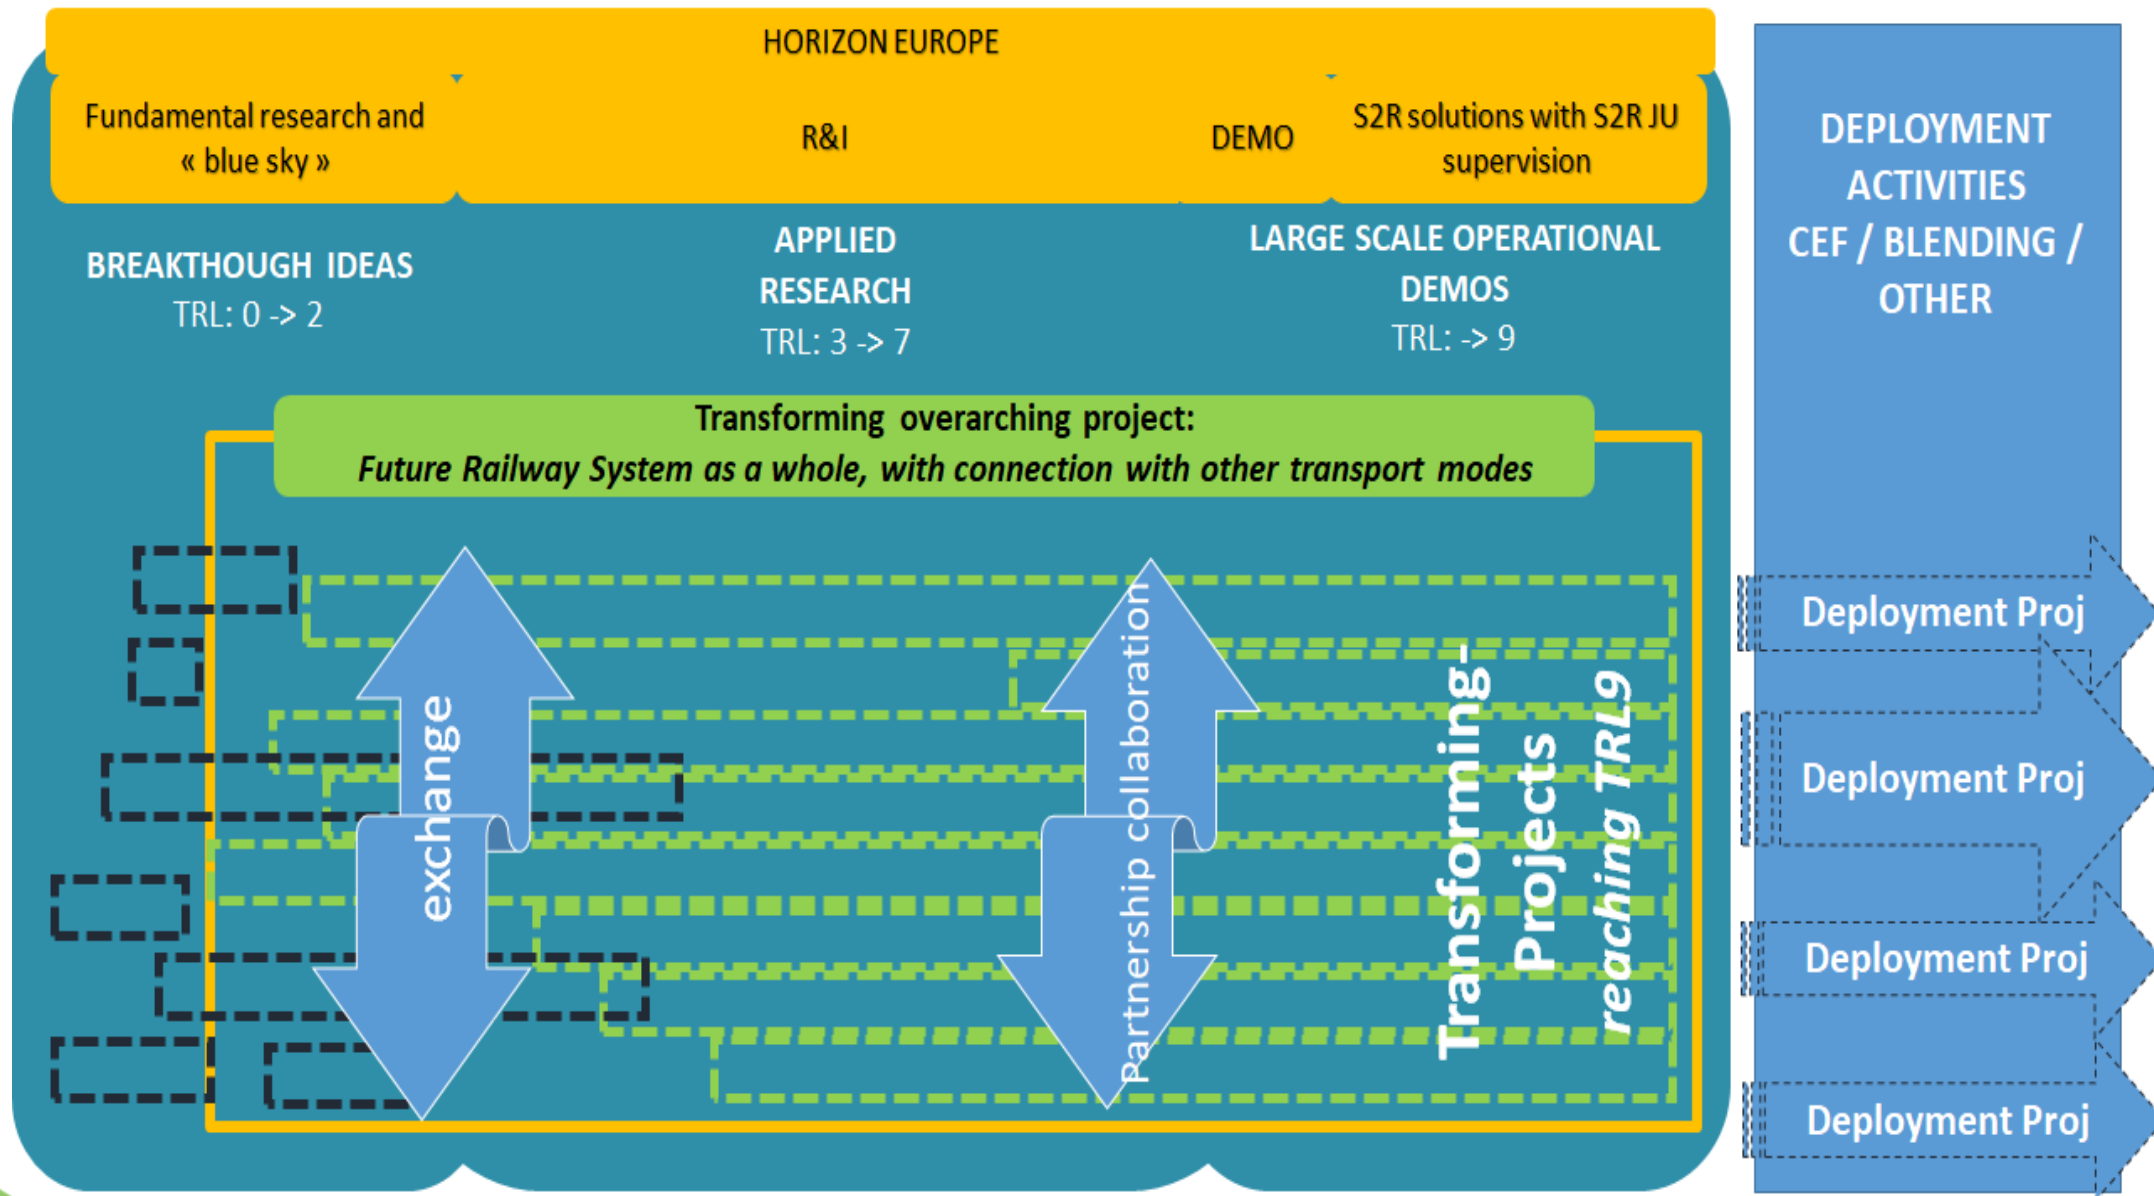 HORIZON EUROPE
Fundamental research and
« blue sky »
R&I
DEMO
S2R solutions with S2R JU
supervision
BREAKTHOUGH IDEAS
TRL: 0 -> 2
APPLIED
RESEARCH
TRL: 3 -> 7
LARGE SCALE OPERATIONAL
DEMOS
TRL: -> 9
DEPLOYMENT
ACTIVITIES
CEF / BLENDING /
OTHER
Transforming overarching project:
Future Railway System as a whole, with connection with other transport modes
exchange
Partnership collaboration
Transforming-
Projects
reaching TRL9
Deployment Proj
Deployment Proj
Deployment Proj
Deployment Proj